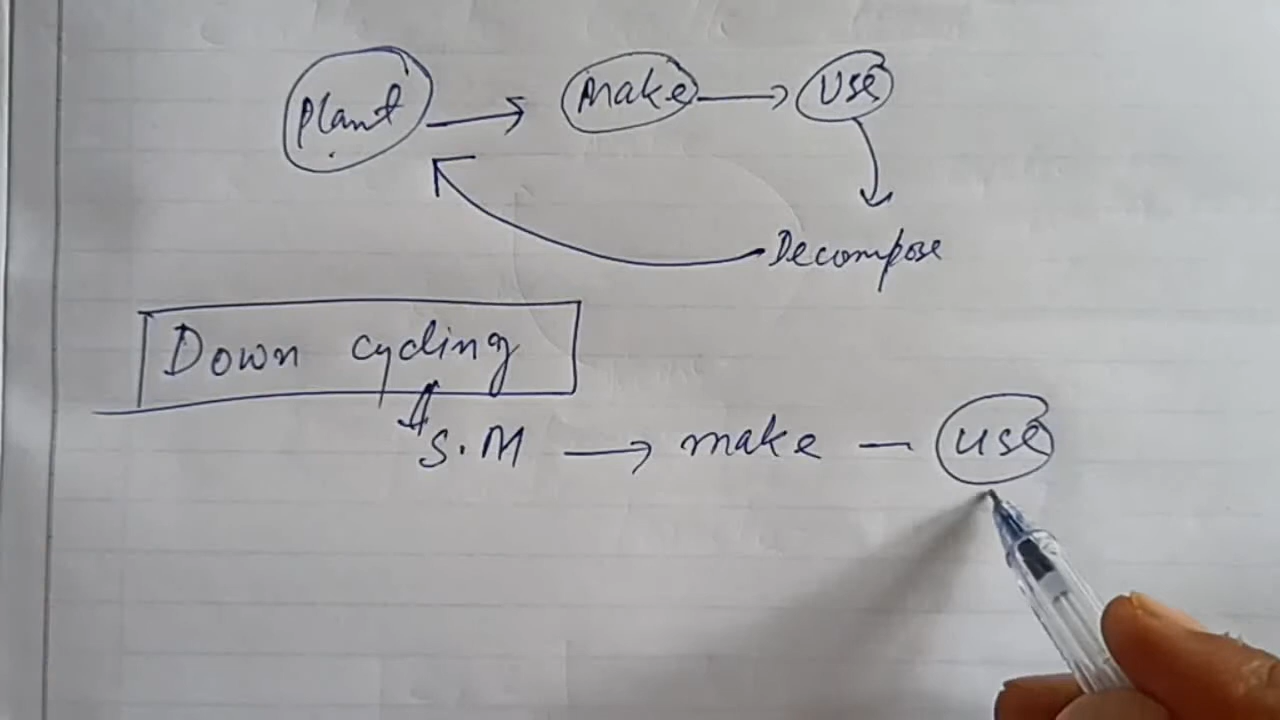 Plant → make → Use
Decompose
Down cycling
S.M → make — use